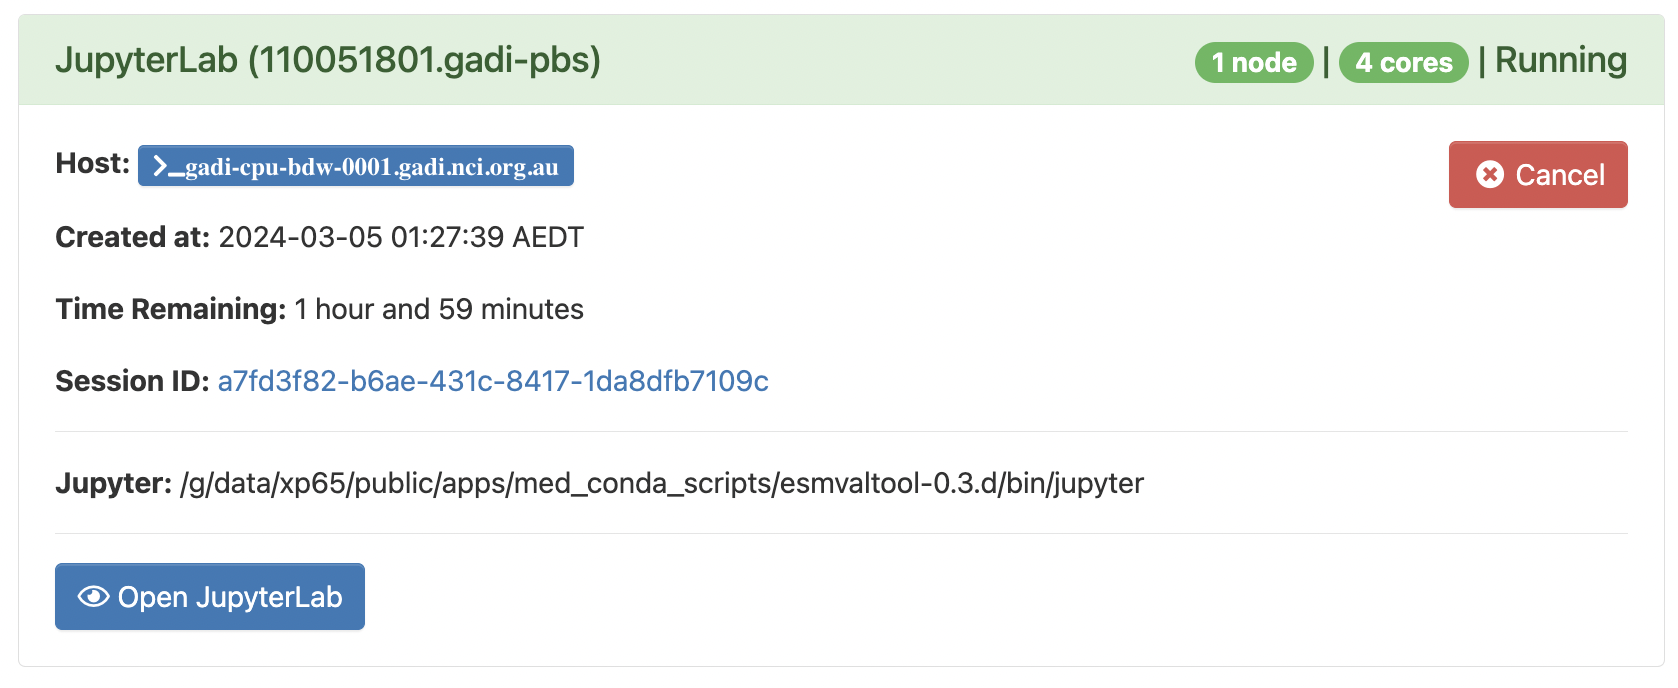 JupyterLab (110051801.gadi-pbs) 1 node | 4 cores | Running
Host: >_gadi-cpu-bdw-0001.gadi.nci.org.au
Cancel
Created at: 2024-03-05 01:27:39 AEDT
Time Remaining: 1 hour and 59 minutes
Session ID: a7fd3f82-b6ae-431c-8417-1da8dfb7109c
Jupyter: /g/data/xp65/public/apps/med_conda_scripts/esmvaltool-0.3.d/bin/jupyter
Open JupyterLab